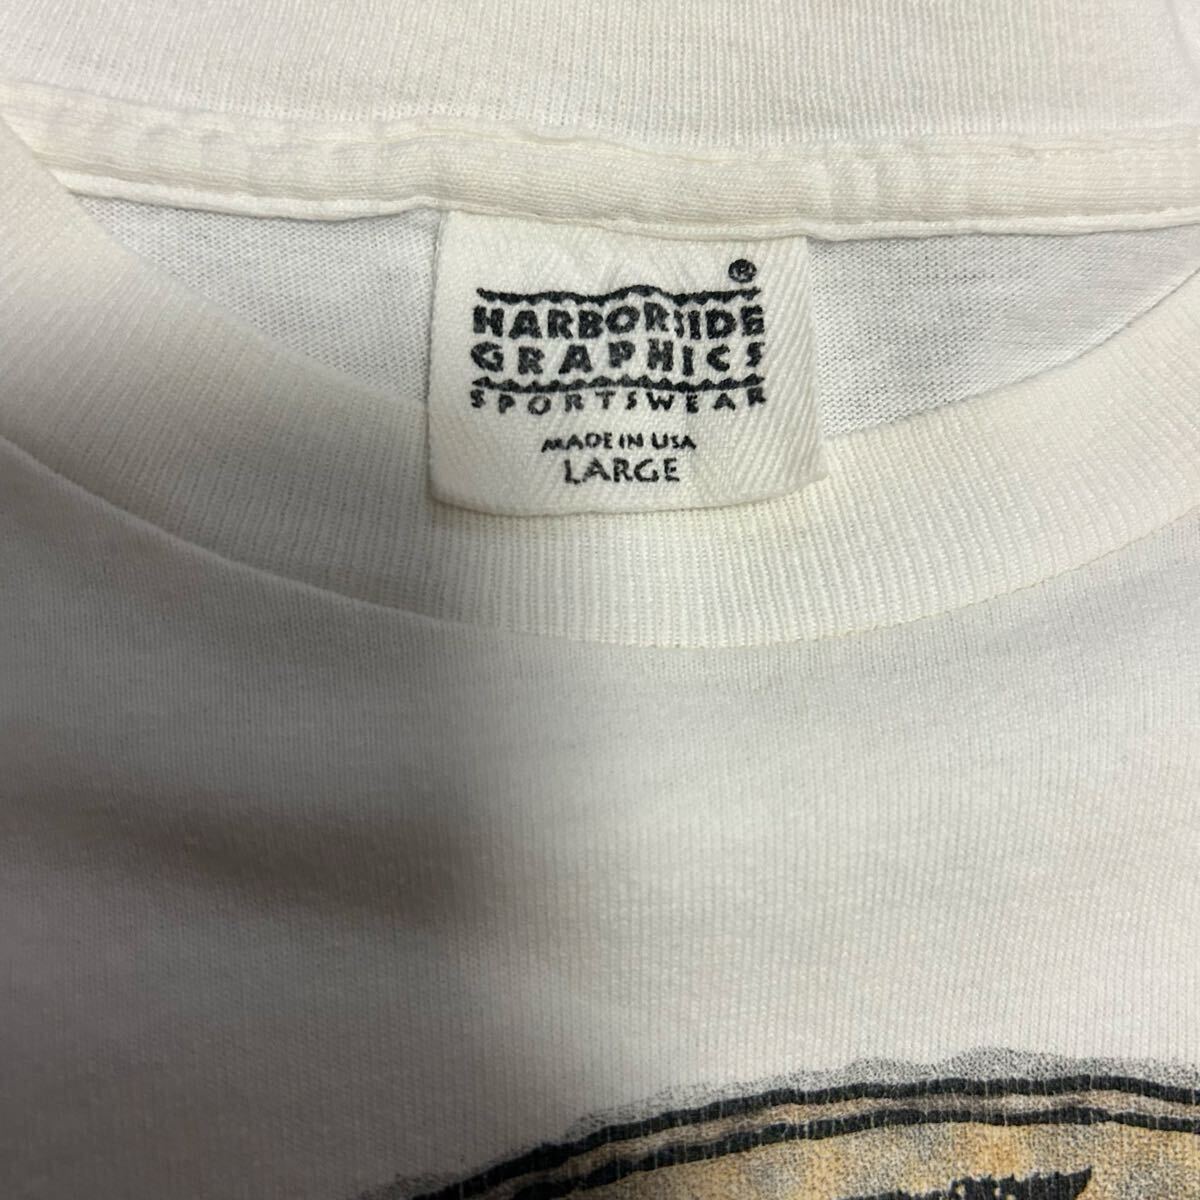 ®
HARBORSIDE
GRAPHICS
SPORTSWEAR
MADE IN USA
LARGE